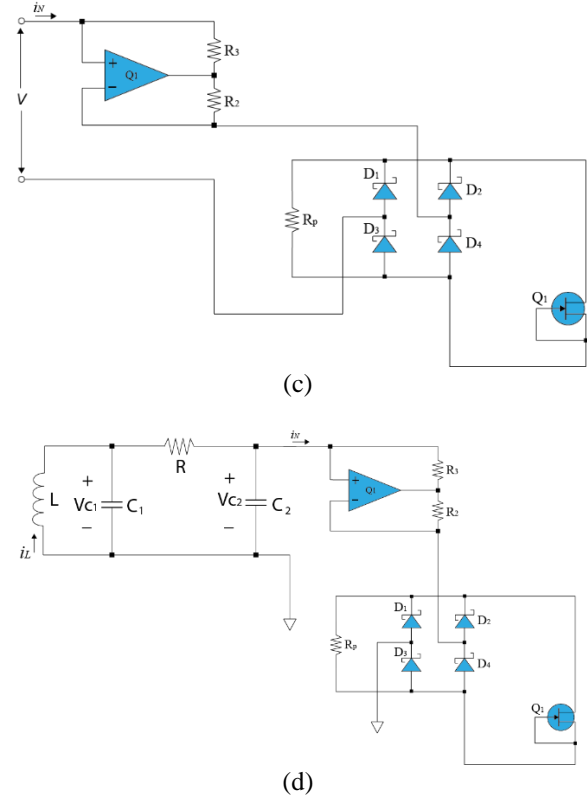 iN
R3
+
Q1
−
R2
V
D1
D2
Rp
D3
D4
Q1
(c)
iN
R
R3
+
+
+
Q1
L
VC1
C1
VC2
C2
−
R2
−
−
iL
D1
D2
Rp
D3
D4
Q1
(d)